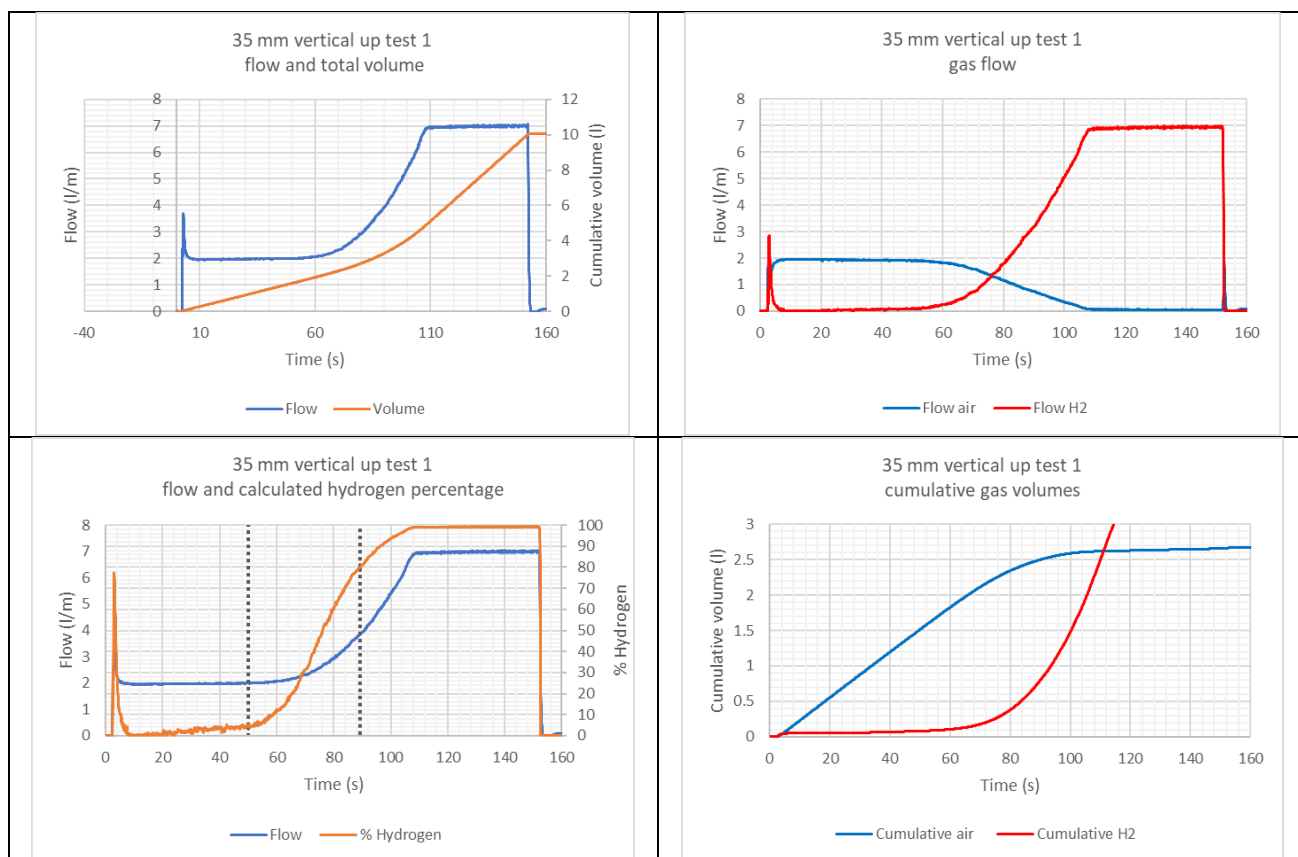 35 mm vertical up test 1
flow and total volume
8
7
6
5
4
3
2
1
0
12
10
8
6
4
2
0
Flow (l/m)
Cumulative volume (l)
-40 10 60 110 160
Time (s)
Flow Volume
35 mm vertical up test 1
gas flow
8
7
6
5
4
3
2
1
0
Flow (l/m)
0 20 40 60 80 100 120 140 160
Time (s)
Flow air Flow H2
35 mm vertical up test 1
flow and calculated hydrogen percentage
8
7
6
5
4
3
2
1
0
100
90
80
70
60
50
40
30
20
10
0
Flow (l/m)
% Hydrogen
0 20 40 60 80 100 120 140 160
Time (s)
Flow % Hydrogen
35 mm vertical up test 1
cumulative gas volumes
3
2.5
2
1.5
1
0.5
0
Cumulative volume (l)
0 20 40 60 80 100 120 140 160
Time (s)
Cumulative air Cumulative H2